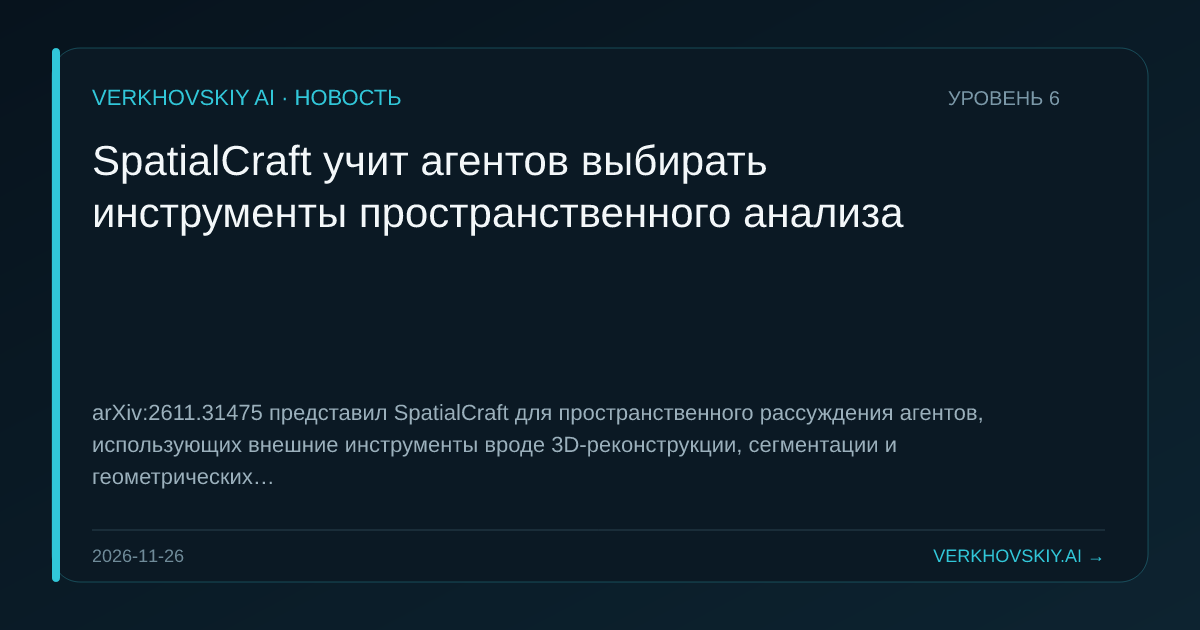 VERKHOVSKIY AI · НОВОСТЬ
УРОВЕНЬ 6
SpatialCraft учит агентов выбирать
инструменты пространственного анализа
arXiv:2611.31475 представил SpatialCraft для пространственного рассуждения агентов,
использующих внешние инструменты вроде 3D-реконструкции, сегментации и
геометрических…
2026-11-26
VERKHOVSKIY.AI →